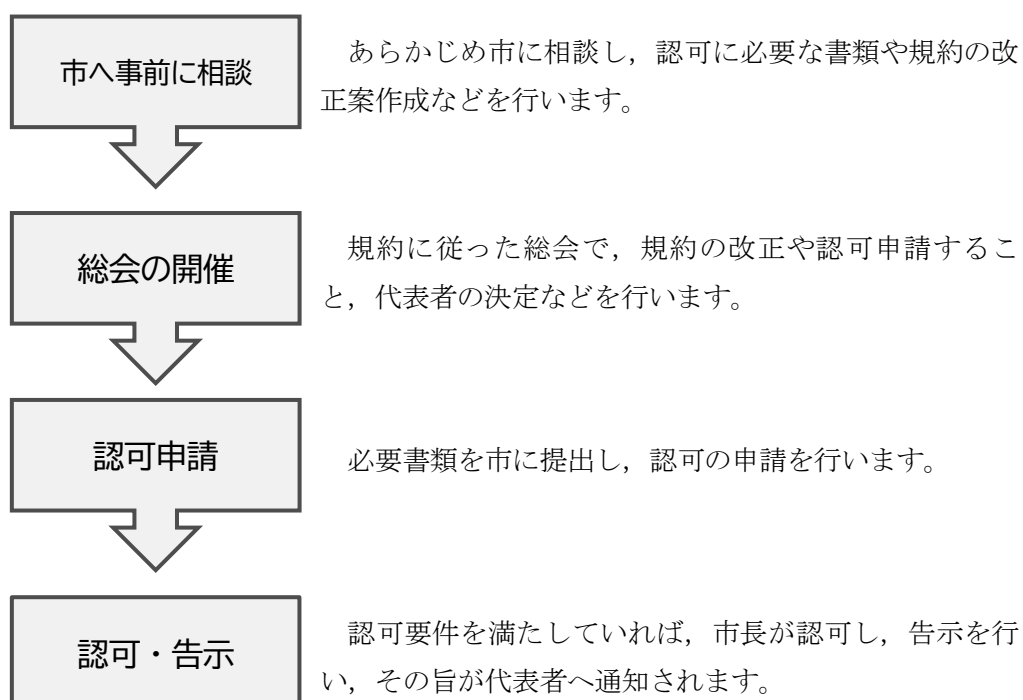 市へ事前に相談
あらかじめ市に相談し，認可に必要な書類や規約の改
正案作成などを行います。
総会の開催
規約に従った総会で，規約の改正や認可申請するこ
と，代表者の決定などを行います。
認可申請
必要書類を市に提出し，認可の申請を行います。
認可・告示
認可要件を満たしていれば，市長が認可し，告示を行
い，その旨が代表者へ通知されます。